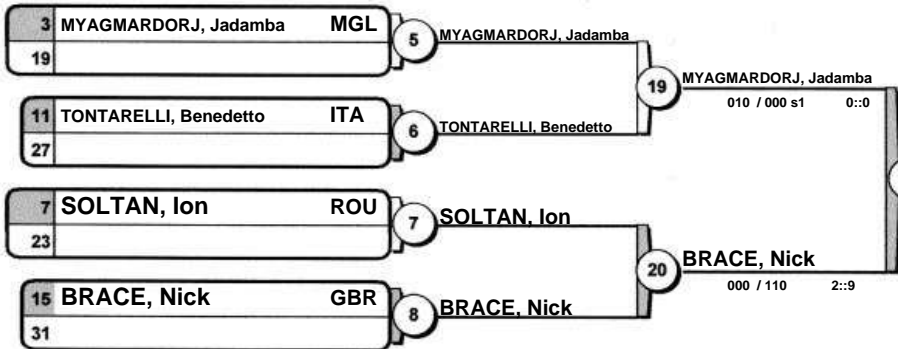 3 MYAGMARDORJ, Jadamba MGL
19
5
MYAGMARDORJ, Jadamba
19
MYAGMARDORJ, Jadamba
010 / 000 s1 0::0
11 TONTARELLI, Benedetto ITA
27
6
TONTARELLI, Benedetto
7 SOLTAN, Ion ROU
23
7
SOLTAN, Ion
20
BRACE, Nick
000 / 110 2::9
15 BRACE, Nick GBR
31
8
BRACE, Nick